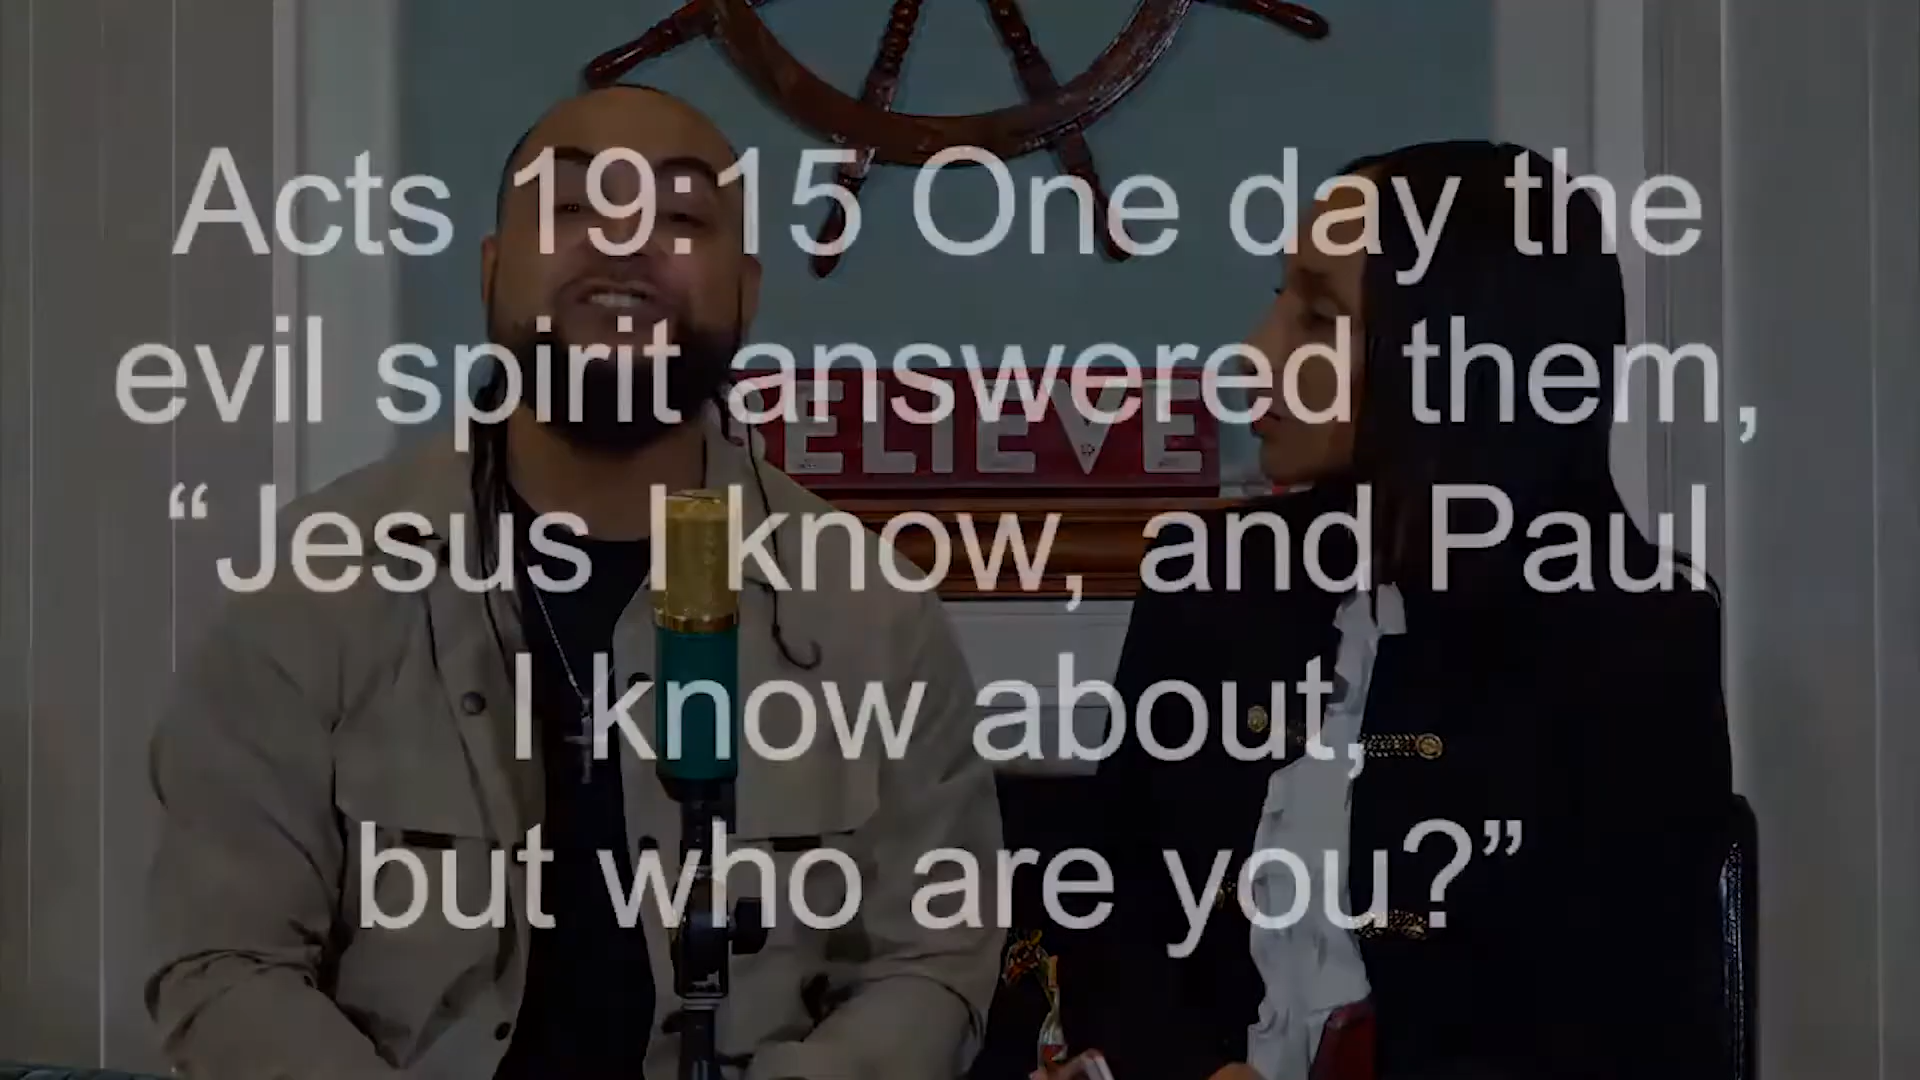 Acts 19:15 One day the
evil spirit answered them,
BELIEVE
“Jesus I know, and Paul
I know about,
but who are you?”